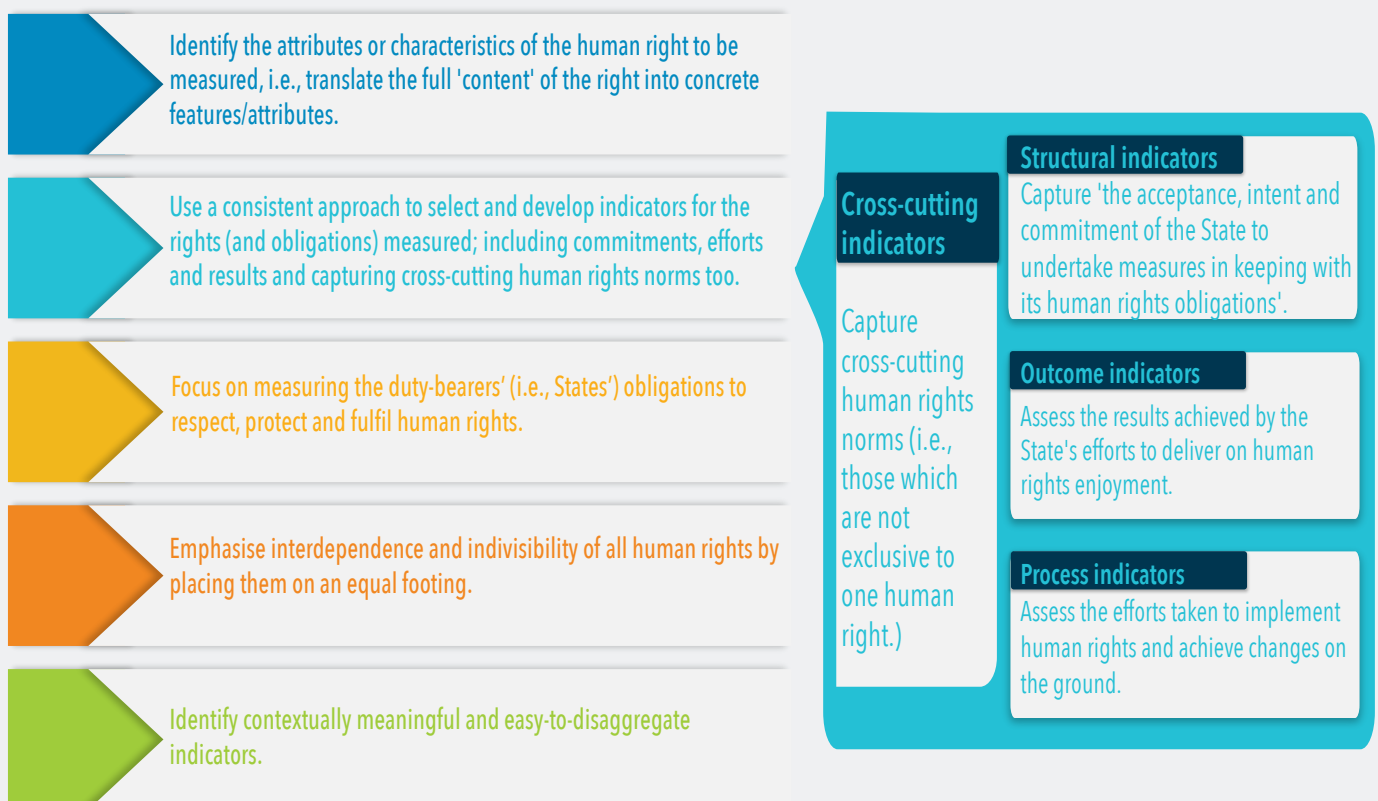 Identify the attributes or characteristics of the human right to be
measured, i.e., translate the full 'content' of the right into concrete
features/attributes.
Use a consistent approach to select and develop indicators for the
rights (and obligations) measured; including commitments, efforts
and results and capturing cross-cutting human rights norms too.
Focus on measuring the duty-bearers’ (i.e., States’) obligations to
respect, protect and fulfil human rights.
Emphasise interdependence and indivisibility of all human rights by
placing them on an equal footing.
Identify contextually meaningful and easy-to-disaggregate
indicators.
Cross-cutting
indicators
Capture
cross-cutting
human rights
norms (i.e.,
those which
are not
exclusive to
one human
right.)
Structural indicators
Capture 'the acceptance, intent and
commitment of the State to
undertake measures in keeping with
its human rights obligations'.
Outcome indicators
Assess the results achieved by the
State's efforts to deliver on human
rights enjoyment.
Process indicators
Assess the efforts taken to implement
human rights and achieve changes on
the ground.